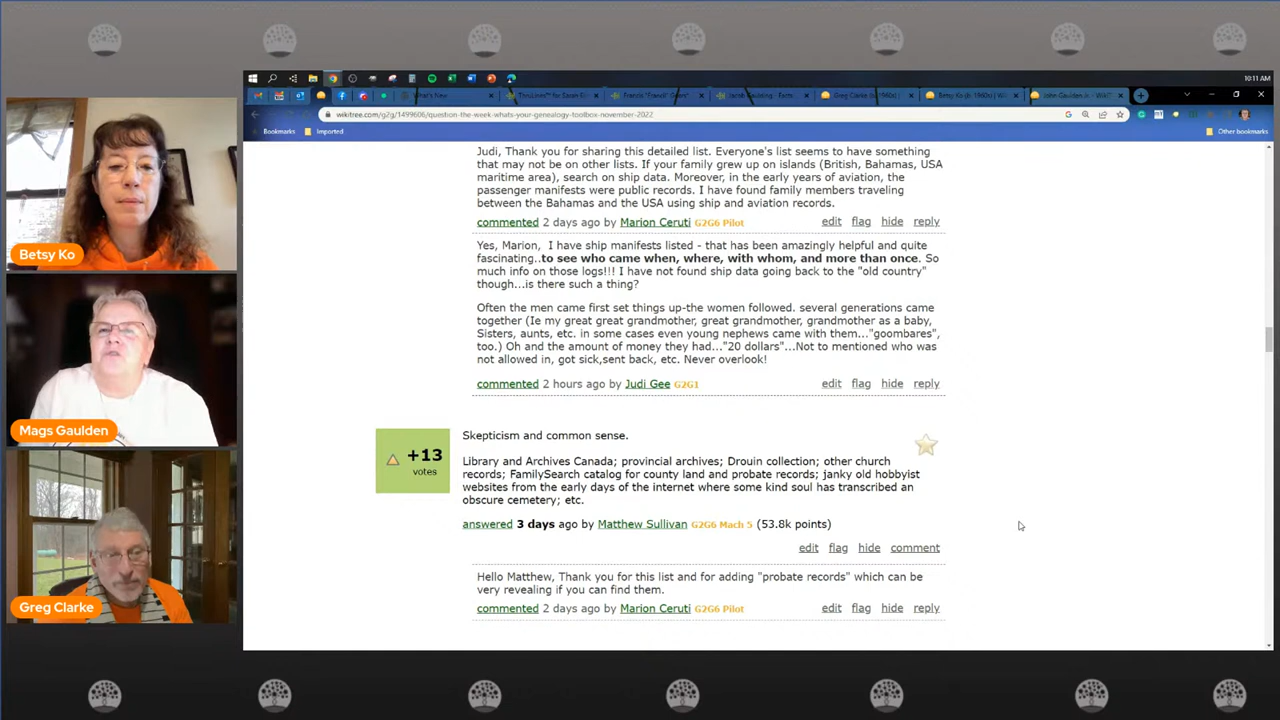 10:11 AM
What's New
Greg Clarke
wikitree.com/g2g/1499606/question-the-week-whats-your-genealogy-toolbox-november-2022
Bookmarks Imported Other bookmarks
Judi, Thank you for sharing this detailed list. Everyone's list seems to have something
that may not be on other lists. If your family grew up on islands (British, Bahamas, USA
maritime area), search on ship data. Moreover, in the early years of aviation, the
passenger manifests were public records. I have found family members traveling
between the Bahamas and the USA using ship and aviation records.
commented 2 days ago by Marion Ceruti G2G6 Pilot edit flag hide reply
Yes, Marion, I have ship manifests listed - that has been amazingly helpful and quite
fascinating..to see who came when, where, with whom, and more than once. So
much info on those logs!!! I have not found ship data going back to the "old country"
though...is there such a thing?
Often the men came first set things up-the women followed. several generations came
together (Ie my great great grandmother, great grandmother, grandmother as a baby,
Sisters, aunts, etc. in some cases even young nephews came with them..."goombares",
too.) Oh and the amount of money they had..."20 dollars"...Not to mentioned who was
not allowed in, got sick,sent back, etc. Never overlook!
commented 2 hours ago by Judi Gee G2G1 edit flag hide reply
+13
votes
Skepticism and common sense.
Library and Archives Canada; provincial archives; Drouin collection; other church
records; FamilySearch catalog for county land and probate records; janky old hobbyist
websites from the early days of the internet where some kind soul has transcribed an
obscure cemetery; etc.
answered 3 days ago by Matthew Sullivan G2G6 Mach 5 (53.8k points)
edit flag hide comment
Hello Matthew, Thank you for this list and for adding "probate records" which can be
very revealing if you can find them.
commented 2 days ago by Marion Ceruti G2G6 Pilot edit flag hide reply
Betsy Ko
Mags Gaulden
Greg Clarke